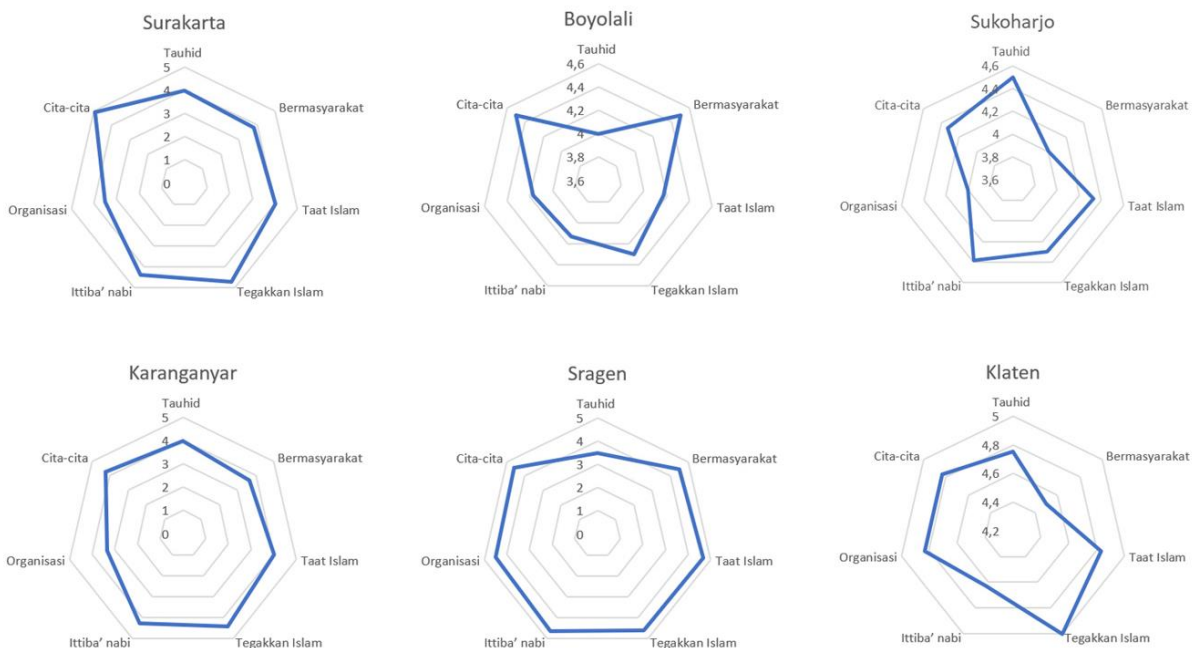 Surakarta
Tauhid
5
4
3
2
1
0
Bermasyarakat
Taat Islam
Tegakkan Islam
Ittiba’ nabi
Organisasi
Cita-cita
Boyolali
Tauhid
4,6
4,4
4,2
4
3,8
3,6
Bermasyarakat
Taat Islam
Tegakkan Islam
Ittiba’ nabi
Organisasi
Cita-cita
Sukoharjo
Tauhid
4,6
4,4
4,2
4
3,8
3,6
Bermasyarakat
Taat Islam
Tegakkan Islam
Ittiba’ nabi
Organisasi
Cita-cita
Karanganyar
Tauhid
5
4
3
2
1
0
Bermasyarakat
Taat Islam
Tegakkan Islam
Ittiba’ nabi
Organisasi
Cita-cita
Sragen
Tauhid
5
4
3
2
1
0
Bermasyarakat
Taat Islam
Tegakkan Islam
Ittiba’ nabi
Organisasi
Cita-cita
Klaten
Tauhid
5
4,8
4,6
4,4
4,2
Bermasyarakat
Taat Islam
Tegakkan Islam
Ittiba’ nabi
Organisasi
Cita-cita